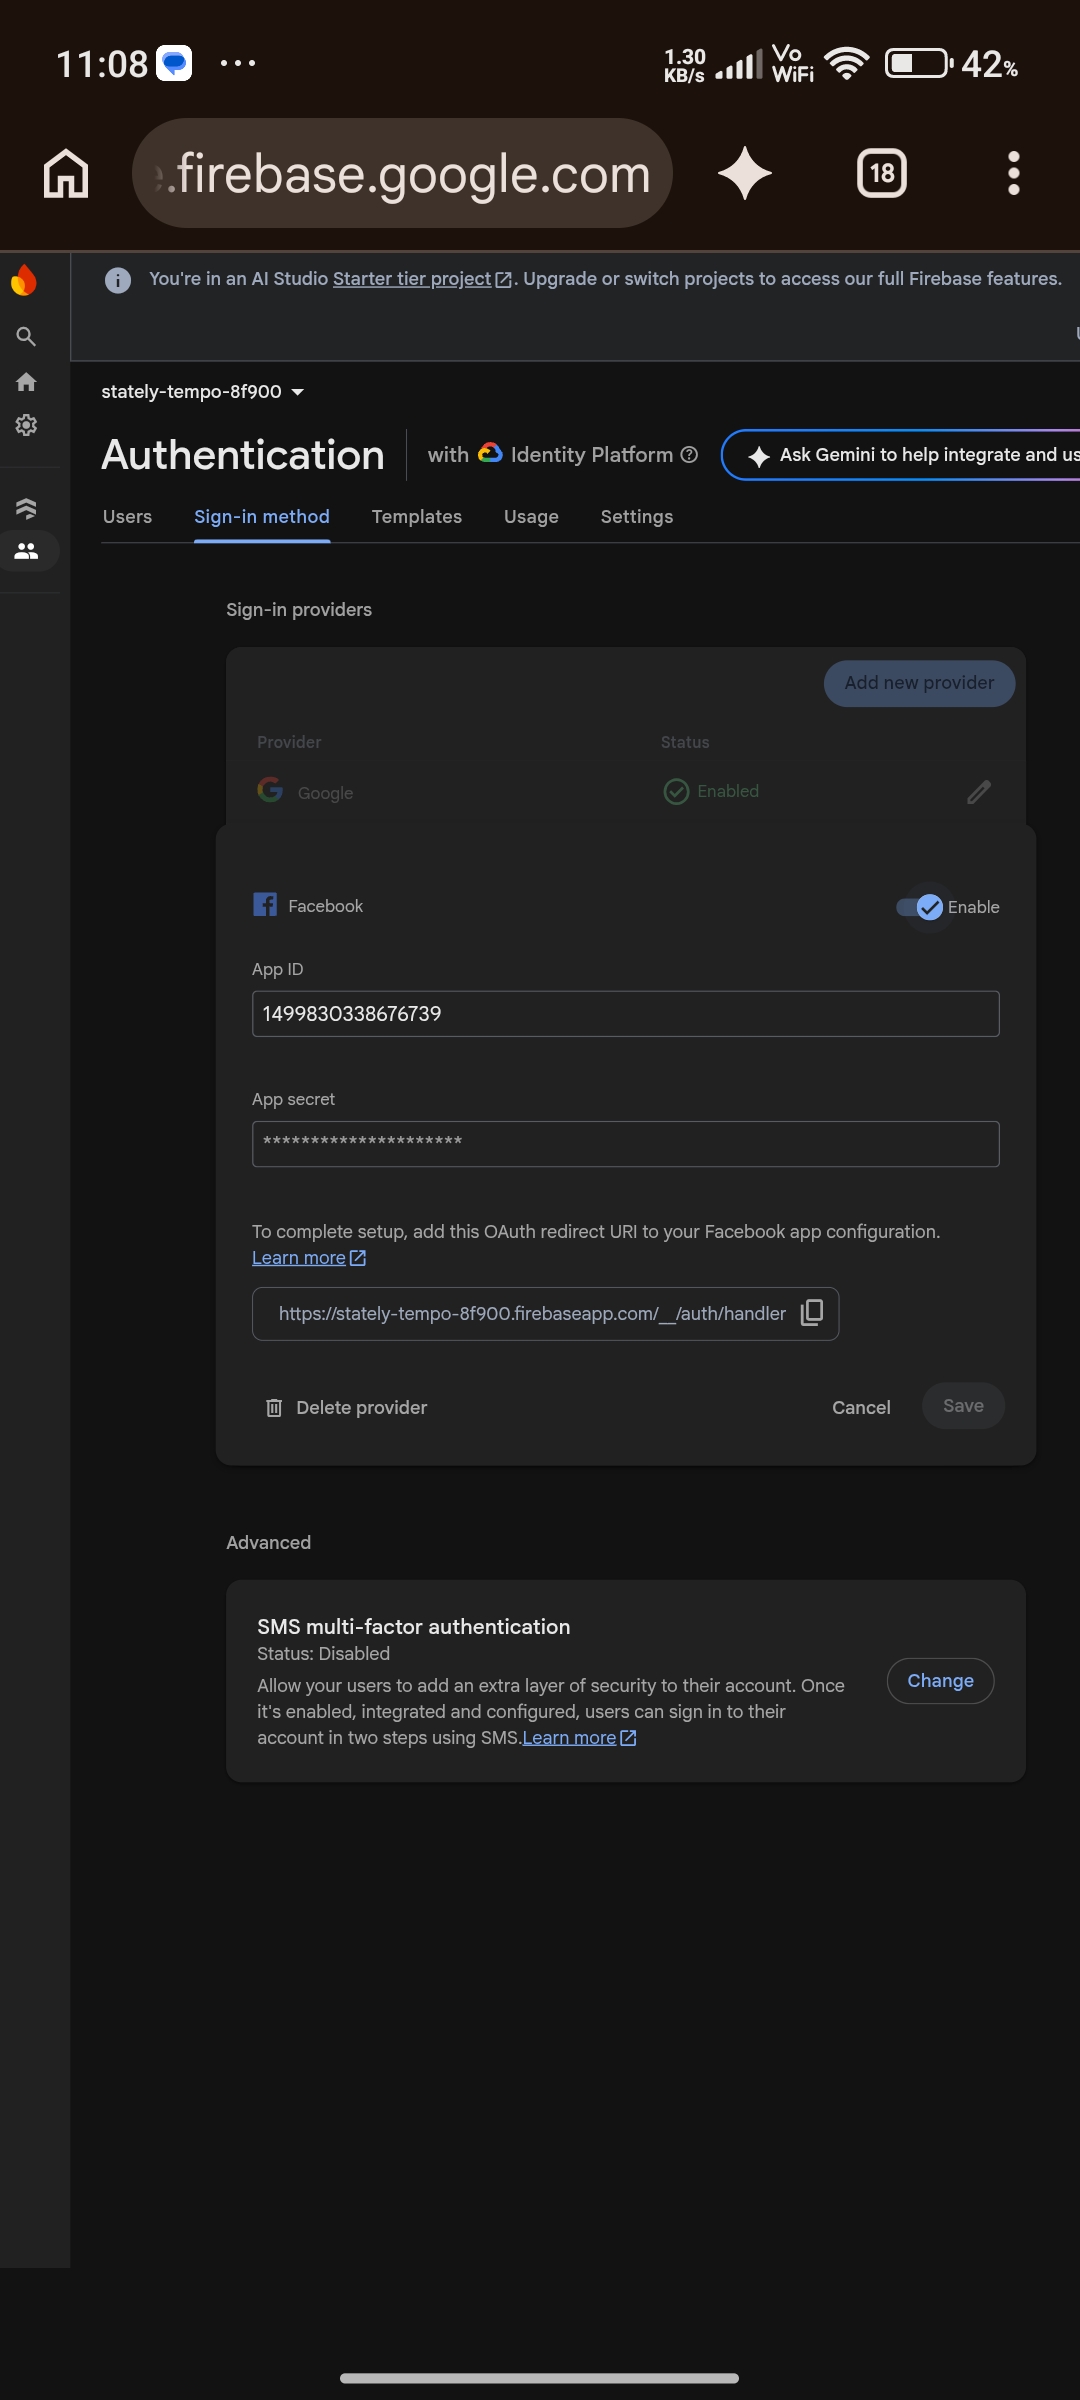 11:08
1.30 KB/s
Vo WiFi
42%
.firebase.google.com
18
You're in an AI Studio Starter tier project. Upgrade or switch projects to access our full Firebase features.
stately-tempo-8f900
Authentication
with Identity Platform
Ask Gemini to help integrate and us
Users Sign-in method Templates Usage Settings
Sign-in providers
Add new provider
Provider Status
Google Enabled
Facebook Enable
App ID
1499830338676739
App secret
*********************
To complete setup, add this OAuth redirect URI to your Facebook app configuration.
Learn more
https://stately-tempo-8f900.firebaseapp.com/__/auth/handler
Delete provider Cancel Save
Advanced
SMS multi-factor authentication
Status: Disabled
Allow your users to add an extra layer of security to their account. Once
it's enabled, integrated and configured, users can sign in to their
account in two steps using SMS.Learn more
Change